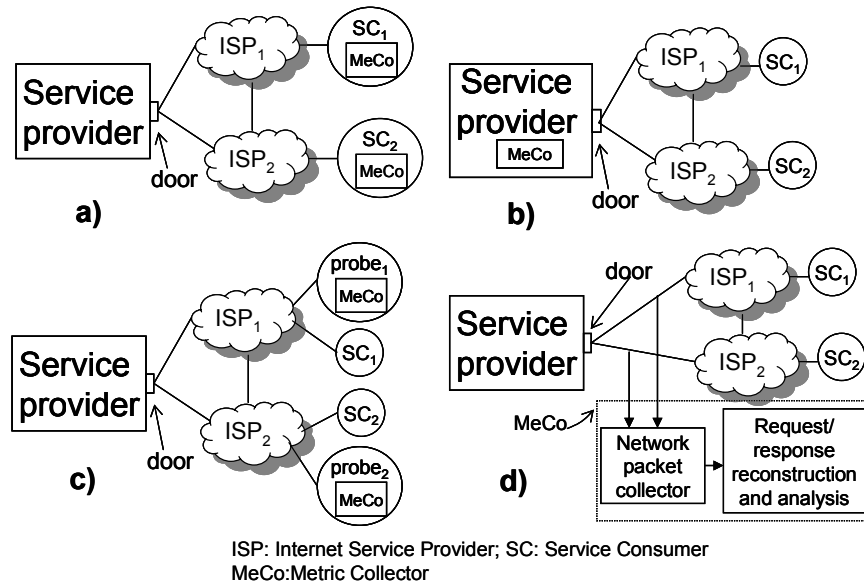 Service
provider
door
ISP1
ISP2
SC1
MeCo
SC2
MeCo
a)
Service
provider
MeCo
door
ISP1
ISP2
SC1
SC2
b)
Service
provider
door
ISP1
ISP2
probe1
MeCo
SC1
SC2
probe2
MeCo
c)
Service
provider
door
ISP1
ISP2
SC1
SC2
MeCo
Network
packet
collector
Request/
response
reconstruction
and analysis
d)
ISP: Internet Service Provider; SC: Service Consumer
MeCo:Metric Collector